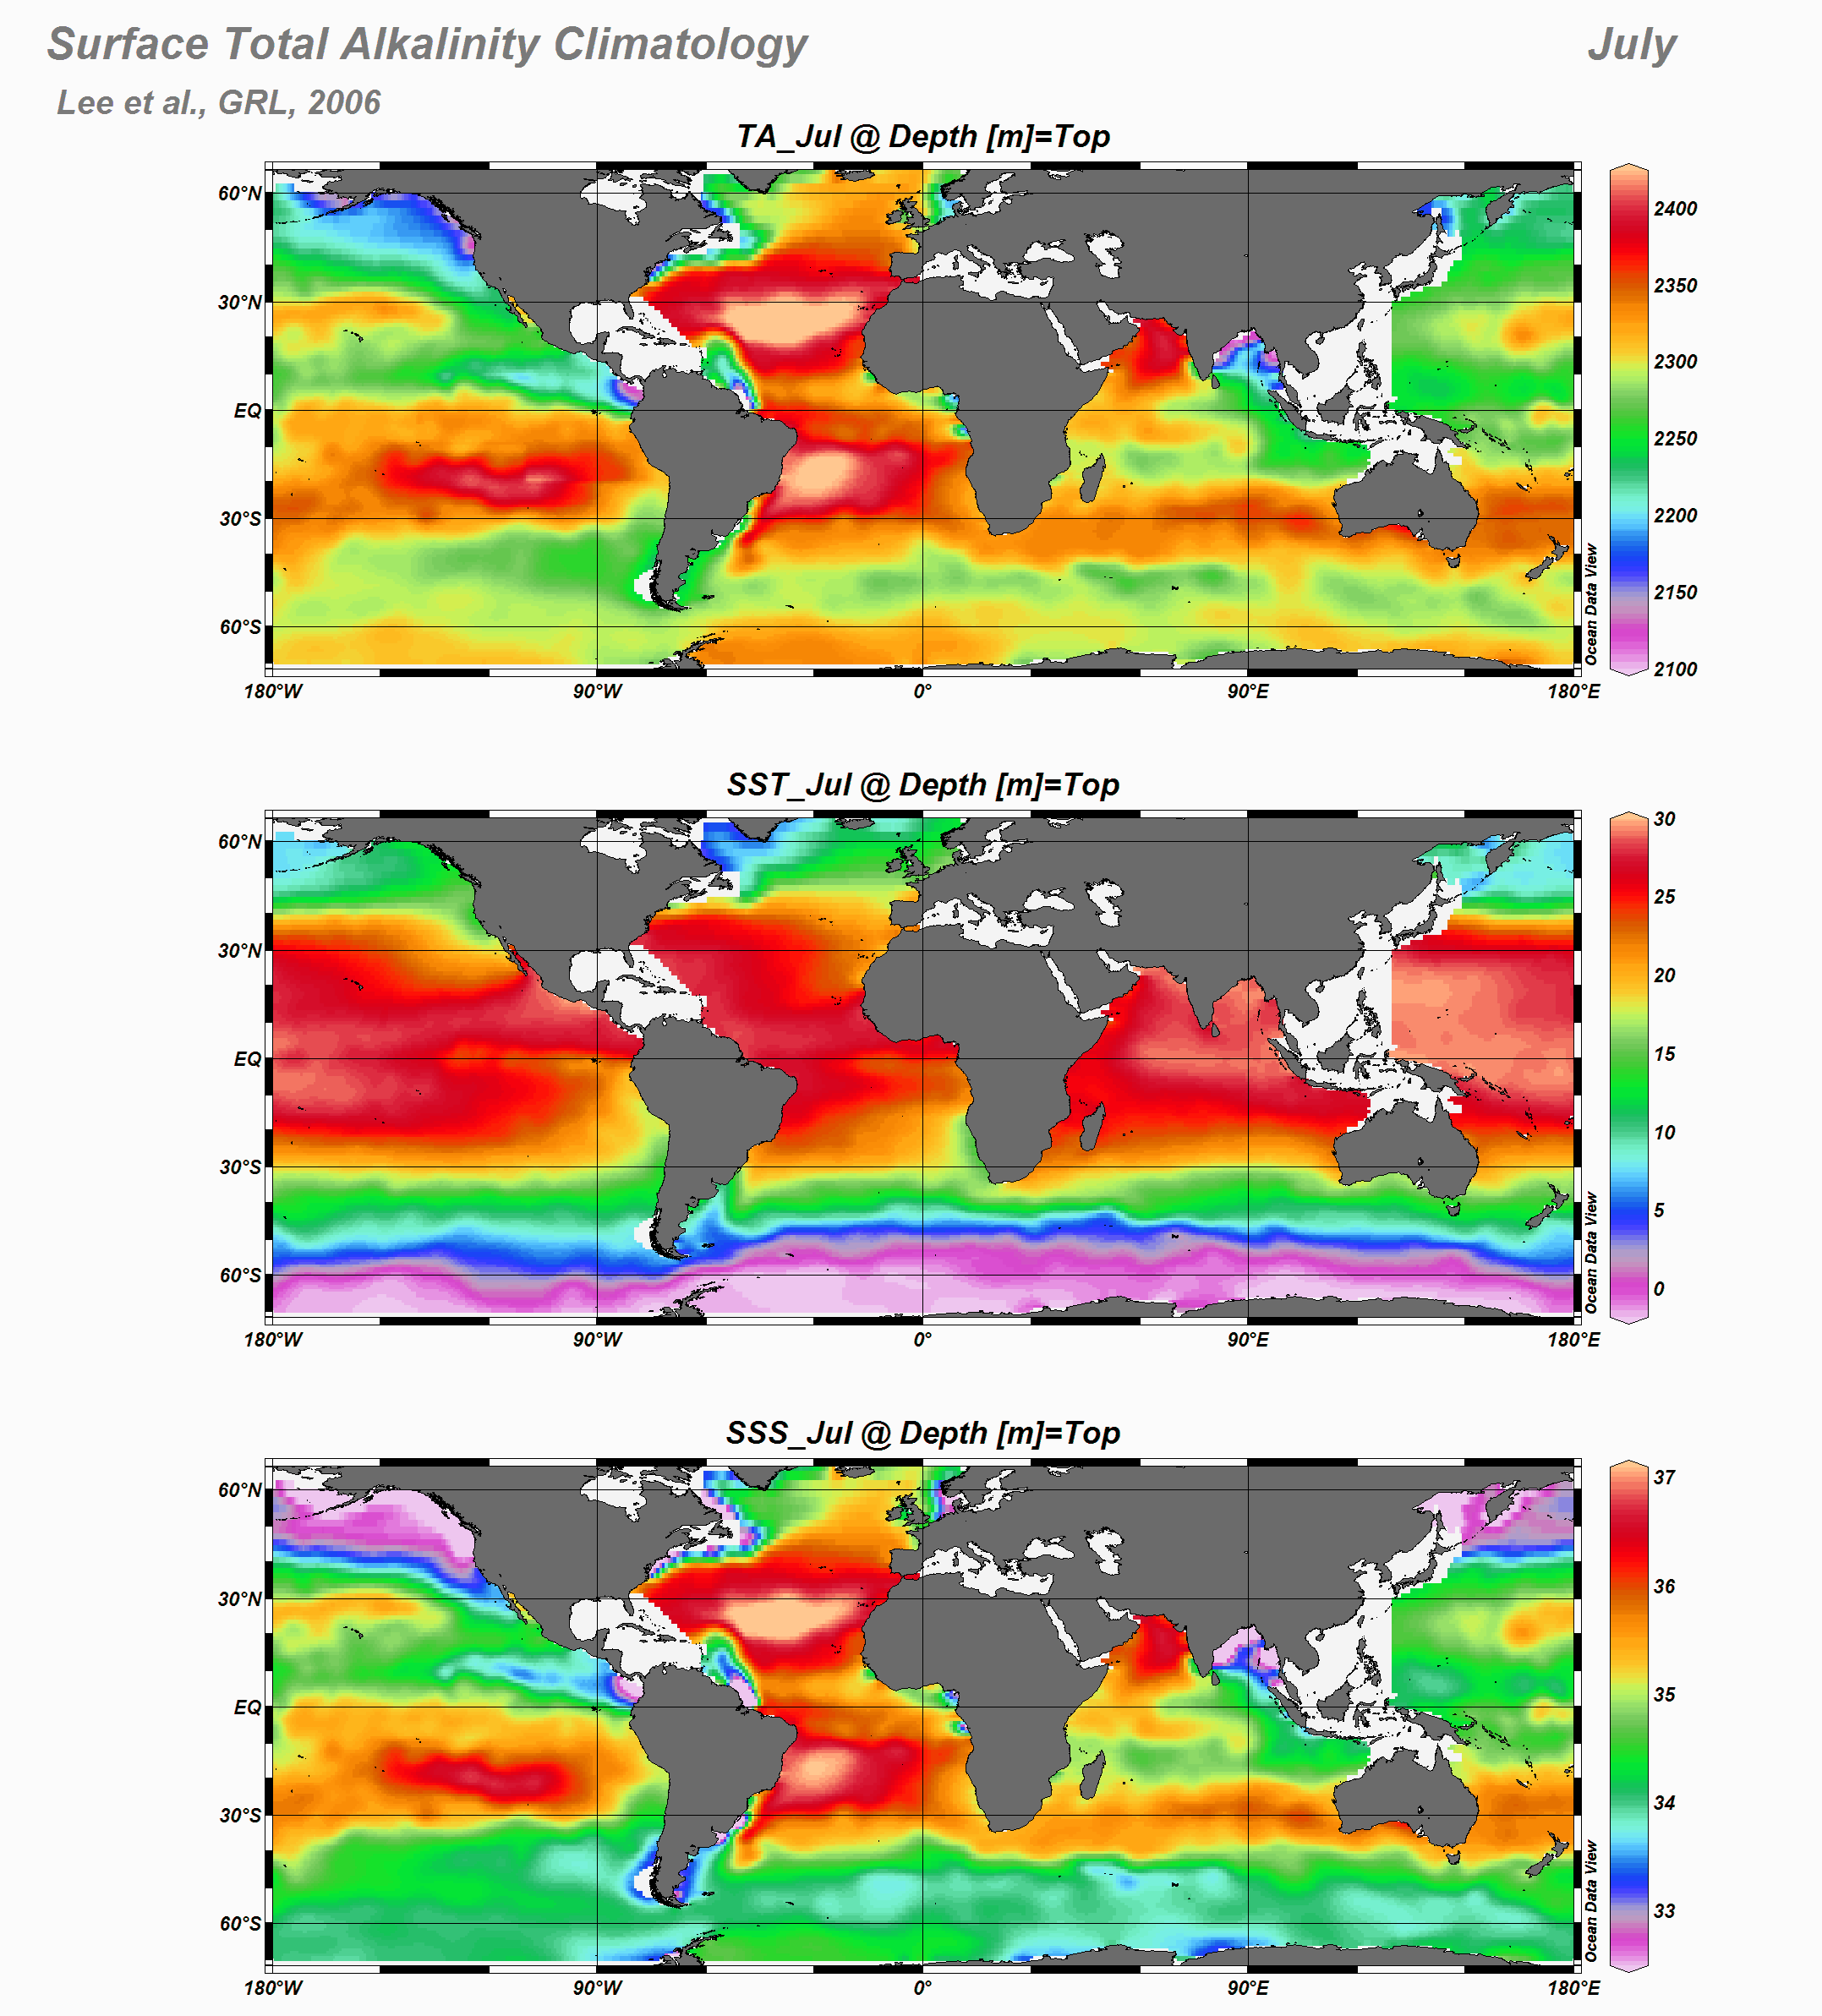 Surface Total Alkalinity Climatology
July
Lee et al., GRL, 2006
TA_Jul @ Depth [m]=Top
60°N
30°N
EQ
30°S
60°S
180°W
90°W
0°
90°E
180°E
Ocean Data View
2400
2350
2300
2250
2200
2150
2100
SST_Jul @ Depth [m]=Top
60°N
30°N
EQ
30°S
60°S
180°W
90°W
0°
90°E
180°E
Ocean Data View
30
25
20
15
10
5
0
SSS_Jul @ Depth [m]=Top
60°N
30°N
EQ
30°S
60°S
180°W
90°W
0°
90°E
180°E
Ocean Data View
37
36
35
34
33